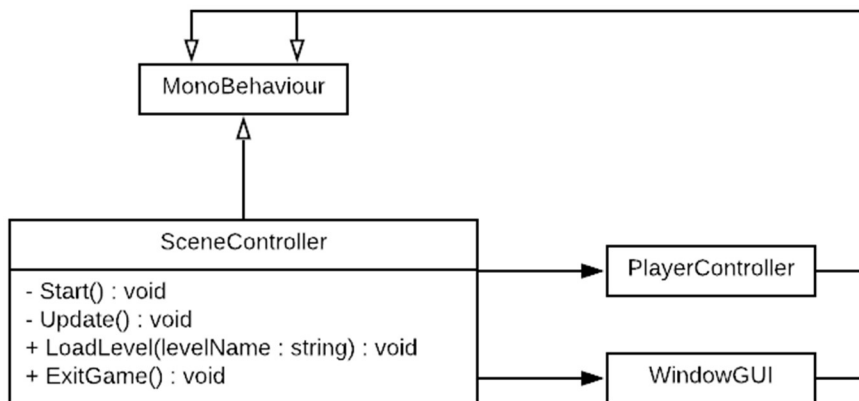 MonoBehaviour
SceneController
- Start() : void
- Update() : void
+ LoadLevel(levelName : string) : void
+ ExitGame() : void
PlayerController
WindowGUI